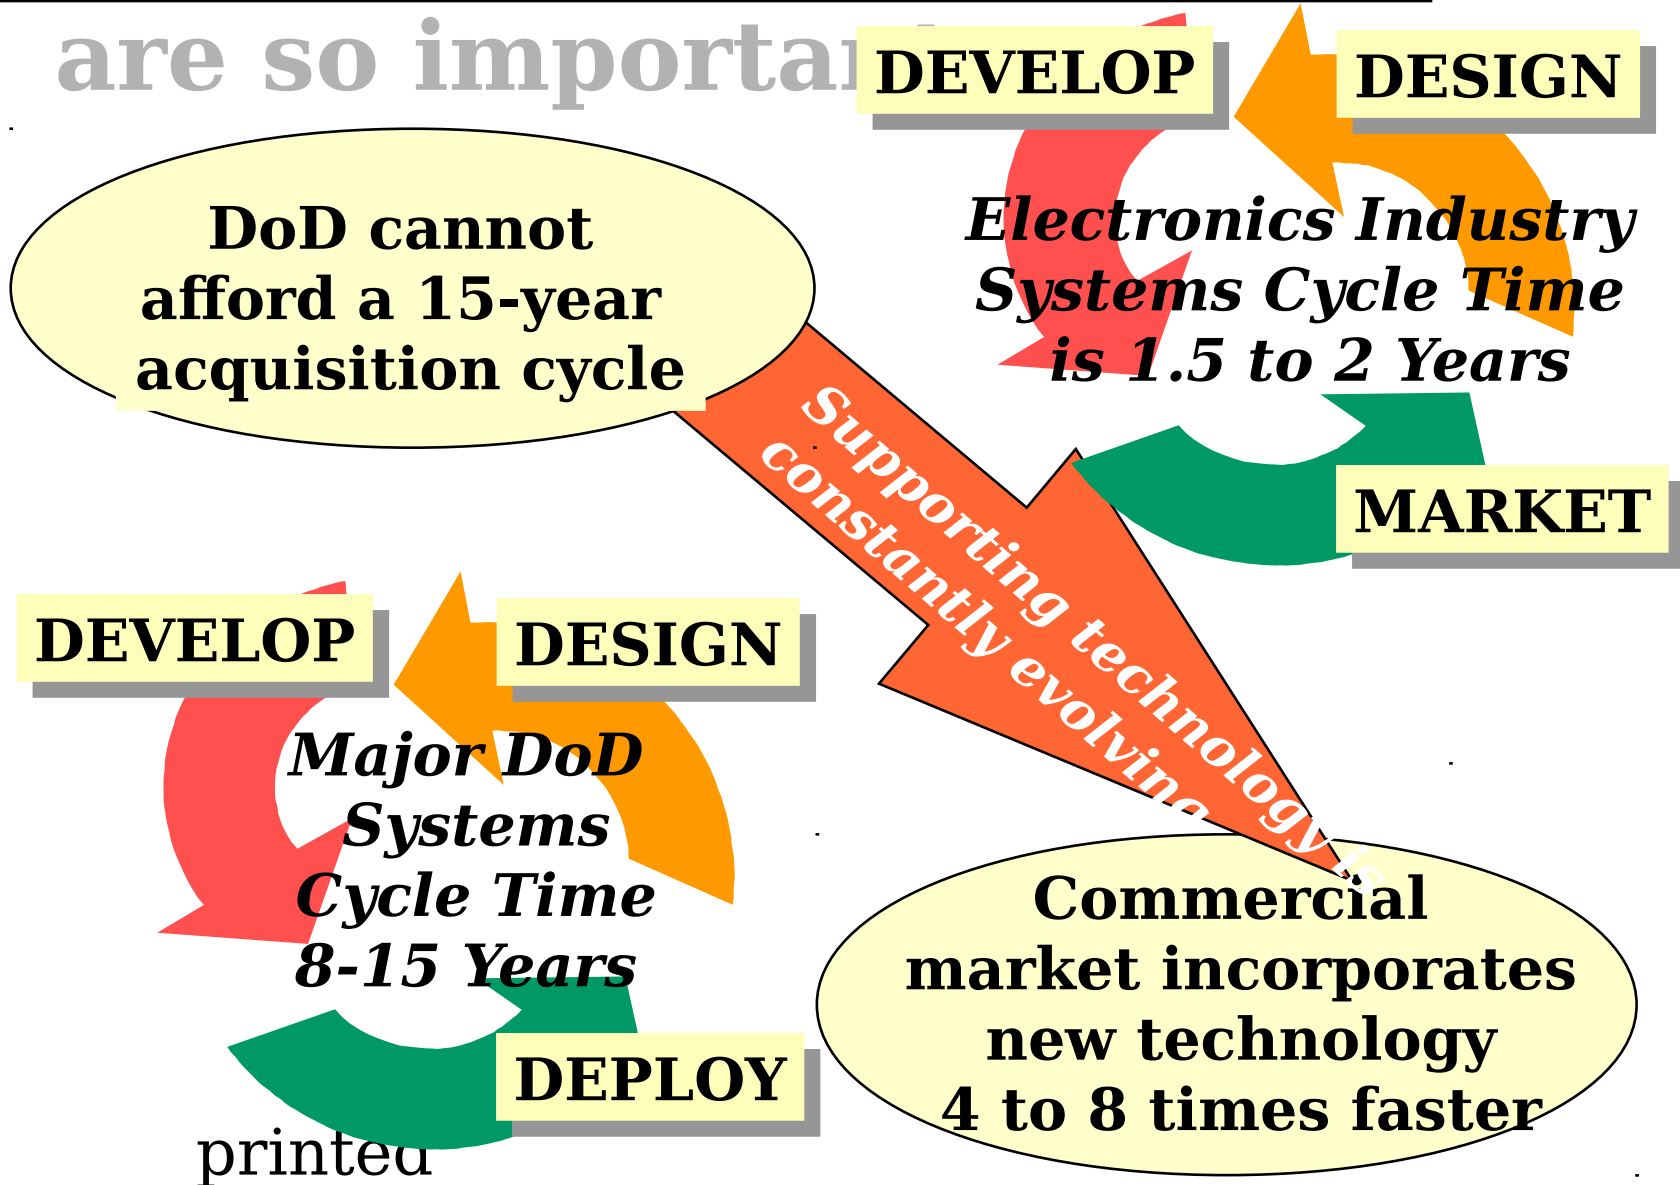 are so importan
DEVELOP
DESIGN
DoD cannot
afford a 15-year
acquisition cycle
Electronics Industry
Systems Cycle Time
is 1.5 to 2 Years
MARKET
Supporting technology is
constantly evolving
DEVELOP
DESIGN
Major DoD
Systems
Cycle Time
8-15 Years
DEPLOY
Commercial
market incorporates
new technology
4 to 8 times faster
printed